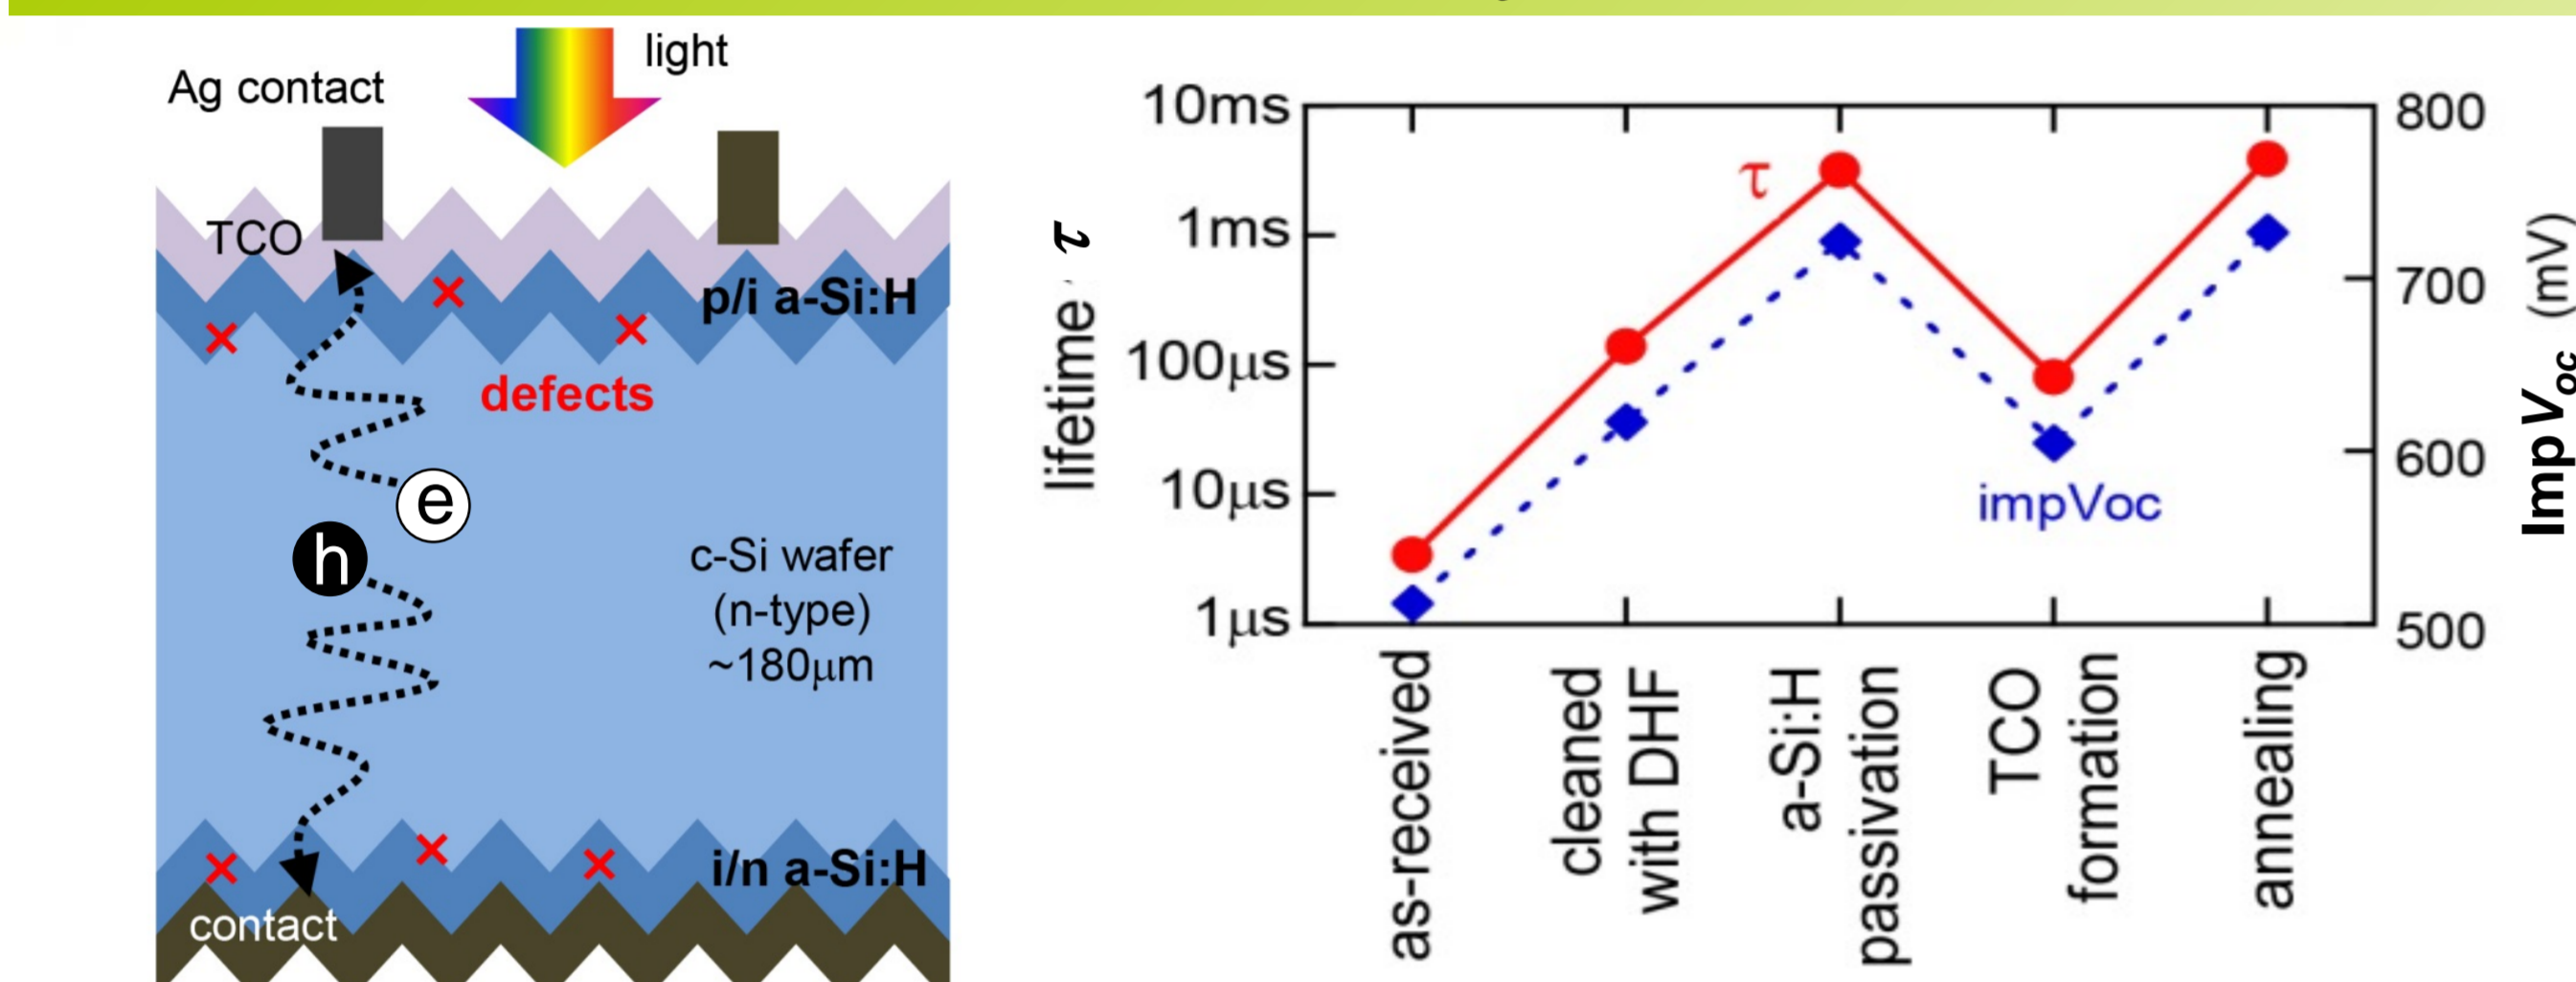 light
Ag contact
TCO
p/i a-Si:H
defects
e
h
c-Si wafer
(n-type)
~180μm
i/n a-Si:H
contact
lifetime τ
10ms
1ms
100μs
10μs
1μs
τ
impVoc
800
700
600
500
Imp Voc (mV)
as-received
cleaned
with DHF
a-Si:H
passivation
TCO
formation
annealing